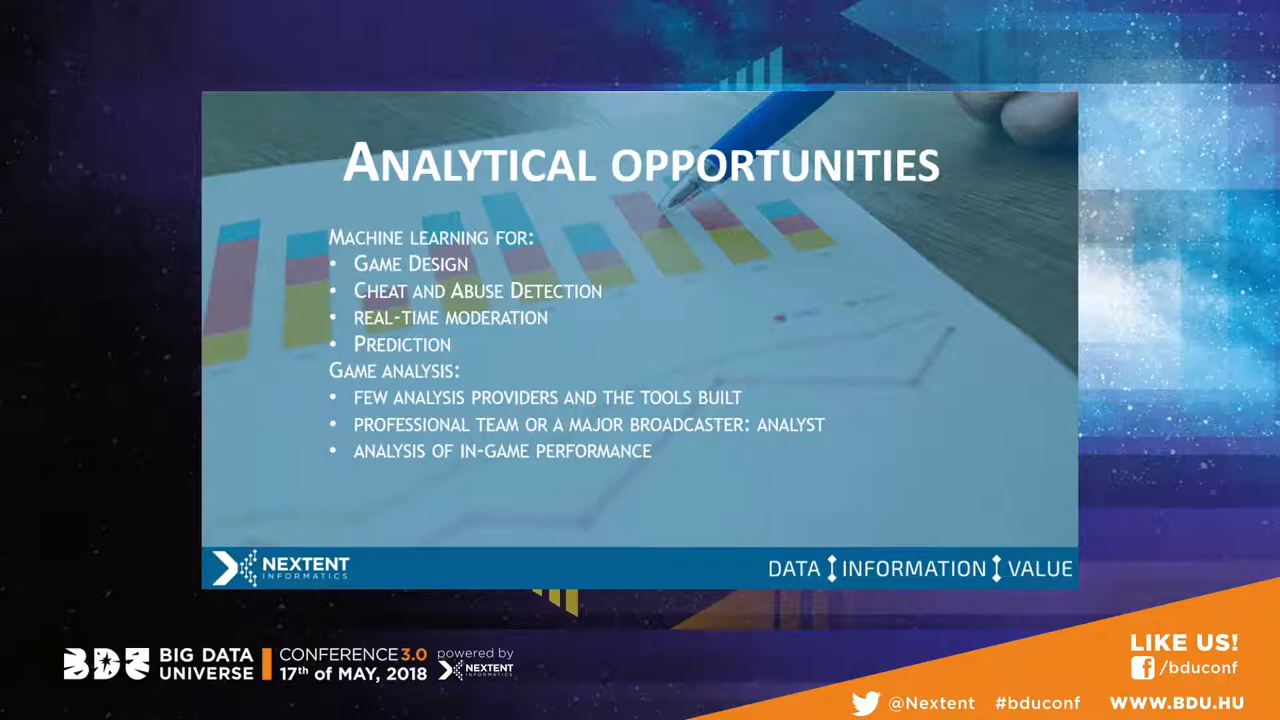 ANALYTICAL OPPORTUNITIES
MACHINE LEARNING FOR:
• GAME DESIGN
• CHEAT AND ABUSE DETECTION
• REAL-TIME MODERATION
• PREDICTION
GAME ANALYSIS:
• FEW ANALYSIS PROVIDERS AND THE TOOLS BUILT
• PROFESSIONAL TEAM OR A MAJOR BROADCASTER: ANALYST
• ANALYSIS OF IN-GAME PERFORMANCE
NEXTENT
INFORMATICS
DATA INFORMATION VALUE
BDU BIG DATA
UNIVERSE
CONFERENCE 3.0
17th of MAY, 2018
powered by
NEXTENT
INFORMATICS
LIKE US!
/bduconf
@Nextent #bduconf WWW.BDU.HU